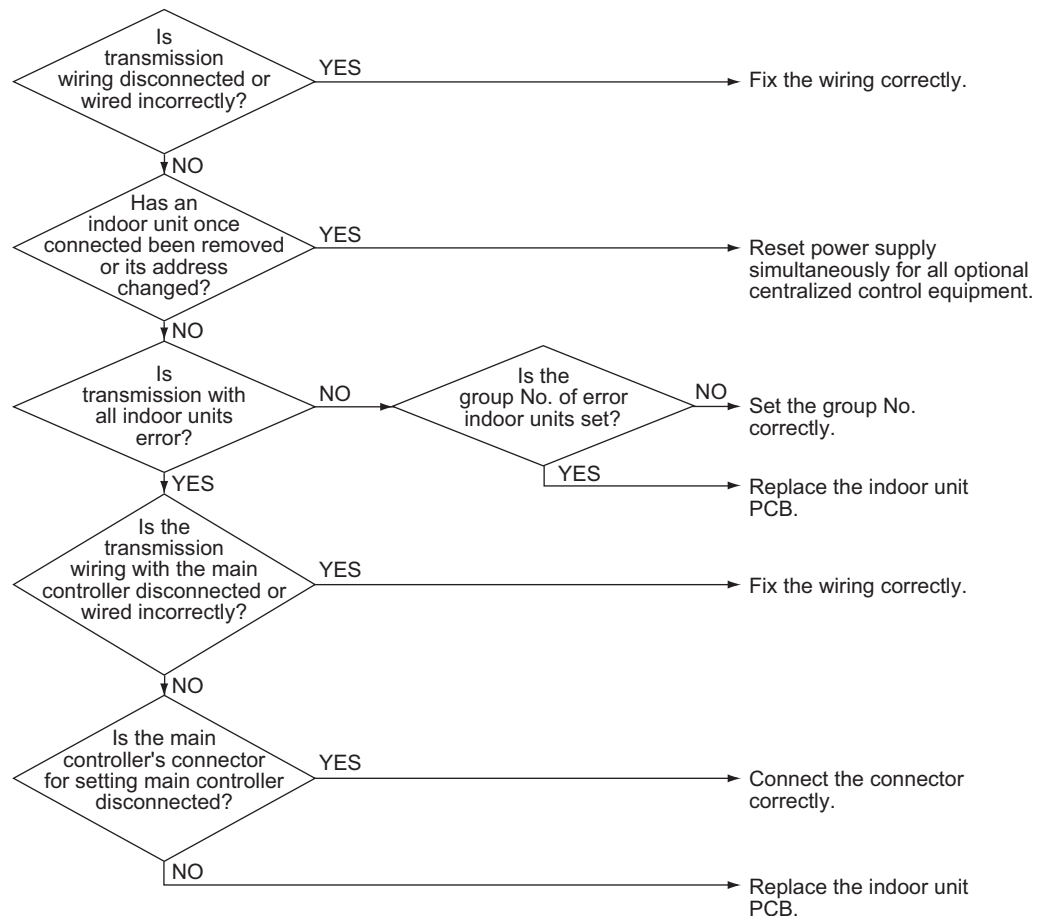 Is
transmission
wiring disconnected or
wired incorrectly?
YES
Fix the wiring correctly.
NO
Has an
indoor unit once
connected been removed
or its address
changed?
YES
Reset power supply
simultaneously for all optional
centralized control equipment.
NO
Is
transmission with
all indoor units
error?
NO
Is the
group No. of error
indoor units set?
NO
Set the group No.
correctly.
YES
Replace the indoor unit
PCB.
YES
Is the
transmission
wiring with the main
controller disconnected or
wired incorrectly?
YES
Fix the wiring correctly.
NO
Is the main
controller's connector
for setting main controller
disconnected?
YES
Connect the connector
correctly.
NO
Replace the indoor unit
PCB.